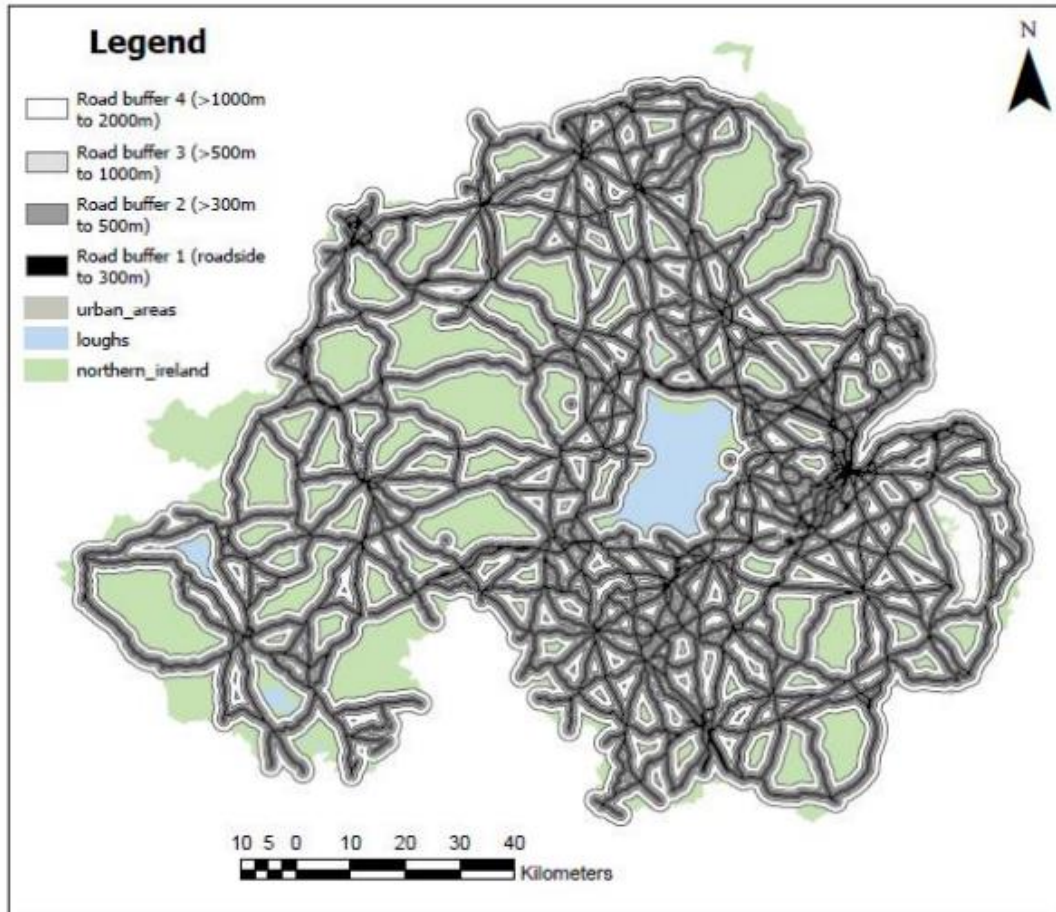 Legend
N
Road buffer 4 (>1000m
to 2000m)
Road buffer 3 (>500m
to 1000m)
Road buffer 2 (>300m
to 500m)
Road buffer 1 (roadside
to 300m)
urban_areas
loughs
northern_ireland
10 5 0 10 20 30 40
Kilometers